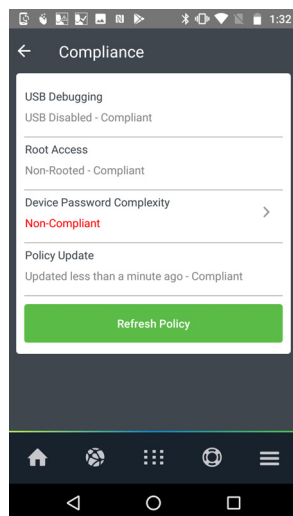 1:32
Compliance
USB Debugging
USB Disabled - Compliant
Root Access
Non-Rooted - Compliant
Device Password Complexity
Non-Compliant
Policy Update
Updated less than a minute ago - Compliant
Refresh Policy